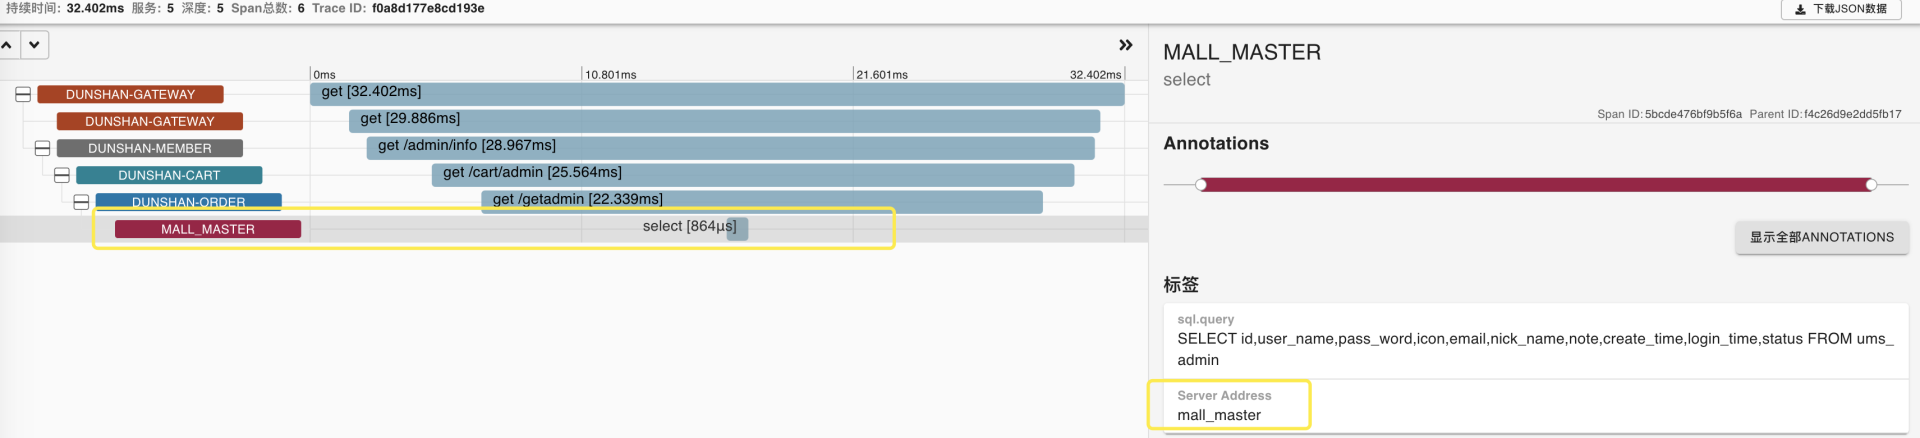 持续时间: 32.402ms 服务: 5 深度: 5 Span总数: 6 Trace ID: f0a8d177e8cd193e
下载JSON数据
0ms 10.801ms 21.601ms 32.402ms
DUNSHAN-GATEWAY get [32.402ms]
DUNSHAN-GATEWAY get [29.886ms]
DUNSHAN-MEMBER get /admin/info [28.967ms]
DUNSHAN-CART get /cart/admin [25.564ms]
DUNSHAN-ORDER get /getadmin [22.339ms]
MALL_MASTER select [864μs]
MALL_MASTER
select
Span ID: 5bcde476bf9b5f6a Parent ID: f4c26d9e2dd5fb17
Annotations
显示全部ANNOTATIONS
标签
sql.query
SELECT id,user_name,pass_word,icon,email,nick_name,note,create_time,login_time,status FROM ums_
admin
Server Address
mall_master